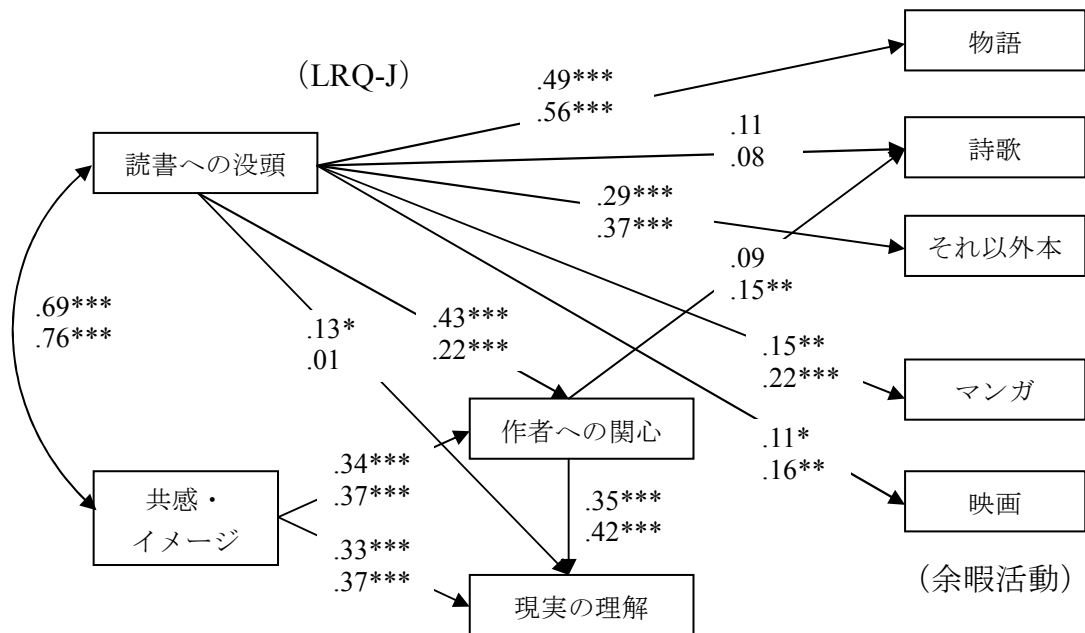 物語
(LRQ-J)
.49***
.56***
読書への没頭
.11
.08
詩歌
.29***
.37***
それ以外本
.09
.15**
.69***
.76***
.13*
.01
.43***
.22***
.15**
.22***
マンガ
作者への関心
.11*
.16**
映画
共感・
イメージ
.34***
.37***
.35***
.42***
.33***
.37***
現実の理解
(余暇活動)